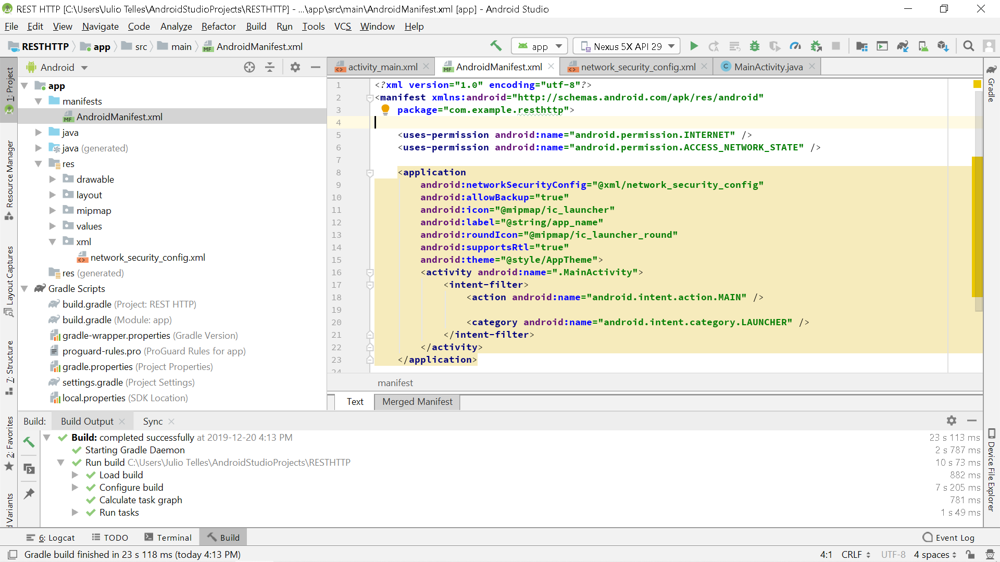 REST HTTP [C:\Users\Julio Telles\AndroidStudioProjects\RESTHTTP] - ...\app\src\main\AndroidManifest.xml [app] - Android Studio
File Edit View Navigate Code Analyze Refactor Build Run Tools VCS Window Help
RESTHTTP app src main AndroidManifest.xml
app
Nexus 5X API 29
Android
activity_main.xml
AndroidManifest.xml
network_security_config.xml
MainActivity.java
1: Project
Resource Manager
Layout Captures
7: Structure
2: Favorites
app
manifests
AndroidManifest.xml
java
java (generated)
res
drawable
layout
mipmap
values
xml
network_security_config.xml
res (generated)
Gradle Scripts
build.gradle (Project: REST HTTP)
build.gradle (Module: app)
gradle-wrapper.properties (Gradle Version)
proguard-rules.pro (ProGuard Rules for app)
gradle.properties (Project Properties)
settings.gradle (Project Settings)
local.properties (SDK Location)
1 <?xml version="1.0" encoding="utf-8"?>
2 <manifest xmlns:android="http://schemas.android.com/apk/res/android"
3 package="com.example.resthttp">
4
5 <uses-permission android:name="android.permission.INTERNET" />
6 <uses-permission android:name="android.permission.ACCESS_NETWORK_STATE" />
7
8 <application
9 android:networkSecurityConfig="@xml/network_security_config"
10 android:allowBackup="true"
11 android:icon="@mipmap/ic_launcher"
12 android:label="@string/app_name"
13 android:roundIcon="@mipmap/ic_launcher_round"
14 android:supportsRtl="true"
15 android:theme="@style/AppTheme">
16 <activity android:name=".MainActivity">
17 <intent-filter>
18 <action android:name="android.intent.action.MAIN" />
19
20 <category android:name="android.intent.category.LAUNCHER" />
21 </intent-filter>
22 </activity>
23 </application>
24
manifest
Text
Merged Manifest
Gradle
Device File Explorer
Build:
Build Output
Sync
Build: completed successfully at 2019-12-20 4:13 PM 23 s 113 ms
Starting Gradle Daemon 2 s 787 ms
Run build C:\Users\Julio Telles\AndroidStudioProjects\RESTHTTP 10 s 73 ms
Load build 882 ms
Configure build 7 s 205 ms
Calculate task graph 781 ms
Run tasks 1 s 49 ms
Variants
6: Logcat
TODO
Terminal
Build
Event Log
Gradle build finished in 23 s 118 ms (today 4:13 PM)
4:1 CRLF UTF-8 4 spaces